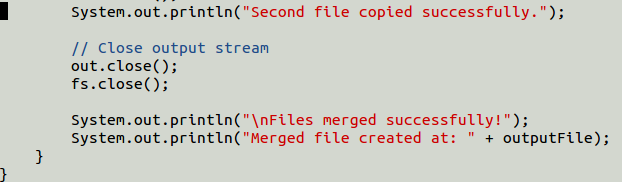 System.out.println("Second file copied successfully.");
// Close output stream
out.close();
fs.close();
System.out.println("\nFiles merged successfully!");
System.out.println("Merged file created at: " + outputFile);
}
}